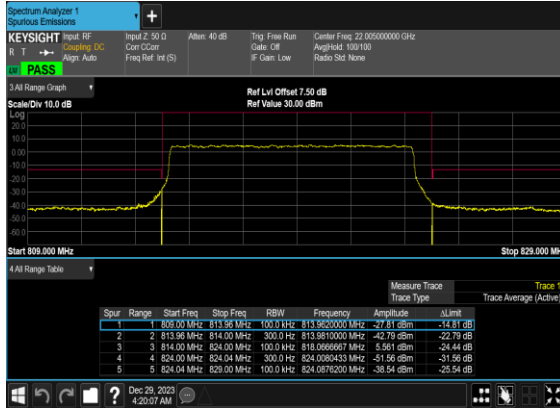 Spectrum Analyzer 1
Spurious Emissions
+
KEYSIGHT Input: RF Input Z: 50 Ω Atten: 40 dB Trig: Free Run Center Freq: 22.005000000 GHz
R T Coupling: DC Corr CCorr Gate: Off Avg|Hold: 100/100
Align: Auto Freq Ref: Int (S) IF Gain: Low Radio Std: None
PASS
3 All Range Graph
Ref Lvl Offset 7.50 dB
Scale/Div 10.0 dB Ref Value 30.00 dBm
Log
20.0
10.0
0.00
-10.0
-20.0
-30.0
-40.0
-50.0
-60.0
Start 809.000 MHz Stop 829.000 MH
4 All Range Table
Measure Trace Trace 1
Trace Type Trace Average (Active)
Spur Range Start Freq Stop Freq RBW Frequency Amplitude ΔLimit
1 1 809.00 MHz 813.96 MHz 100.0 kHz 813.9620000 MHz -27.81 dBm -14.81 dB
2 2 813.96 MHz 814.00 MHz 300.0 Hz 813.9810000 MHz -42.79 dBm -22.79 dB
3 3 814.00 MHz 824.00 MHz 100.0 kHz 818.0666667 MHz 5.561 dBm -24.44 dB
4 4 824.00 MHz 824.04 MHz 300.0 Hz 824.0080433 MHz -51.56 dBm -31.56 dB
5 5 824.04 MHz 829.00 MHz 100.0 kHz 824.0876200 MHz -38.54 dBm -25.54 dB
? Dec 29, 2023
4:20:07 AM